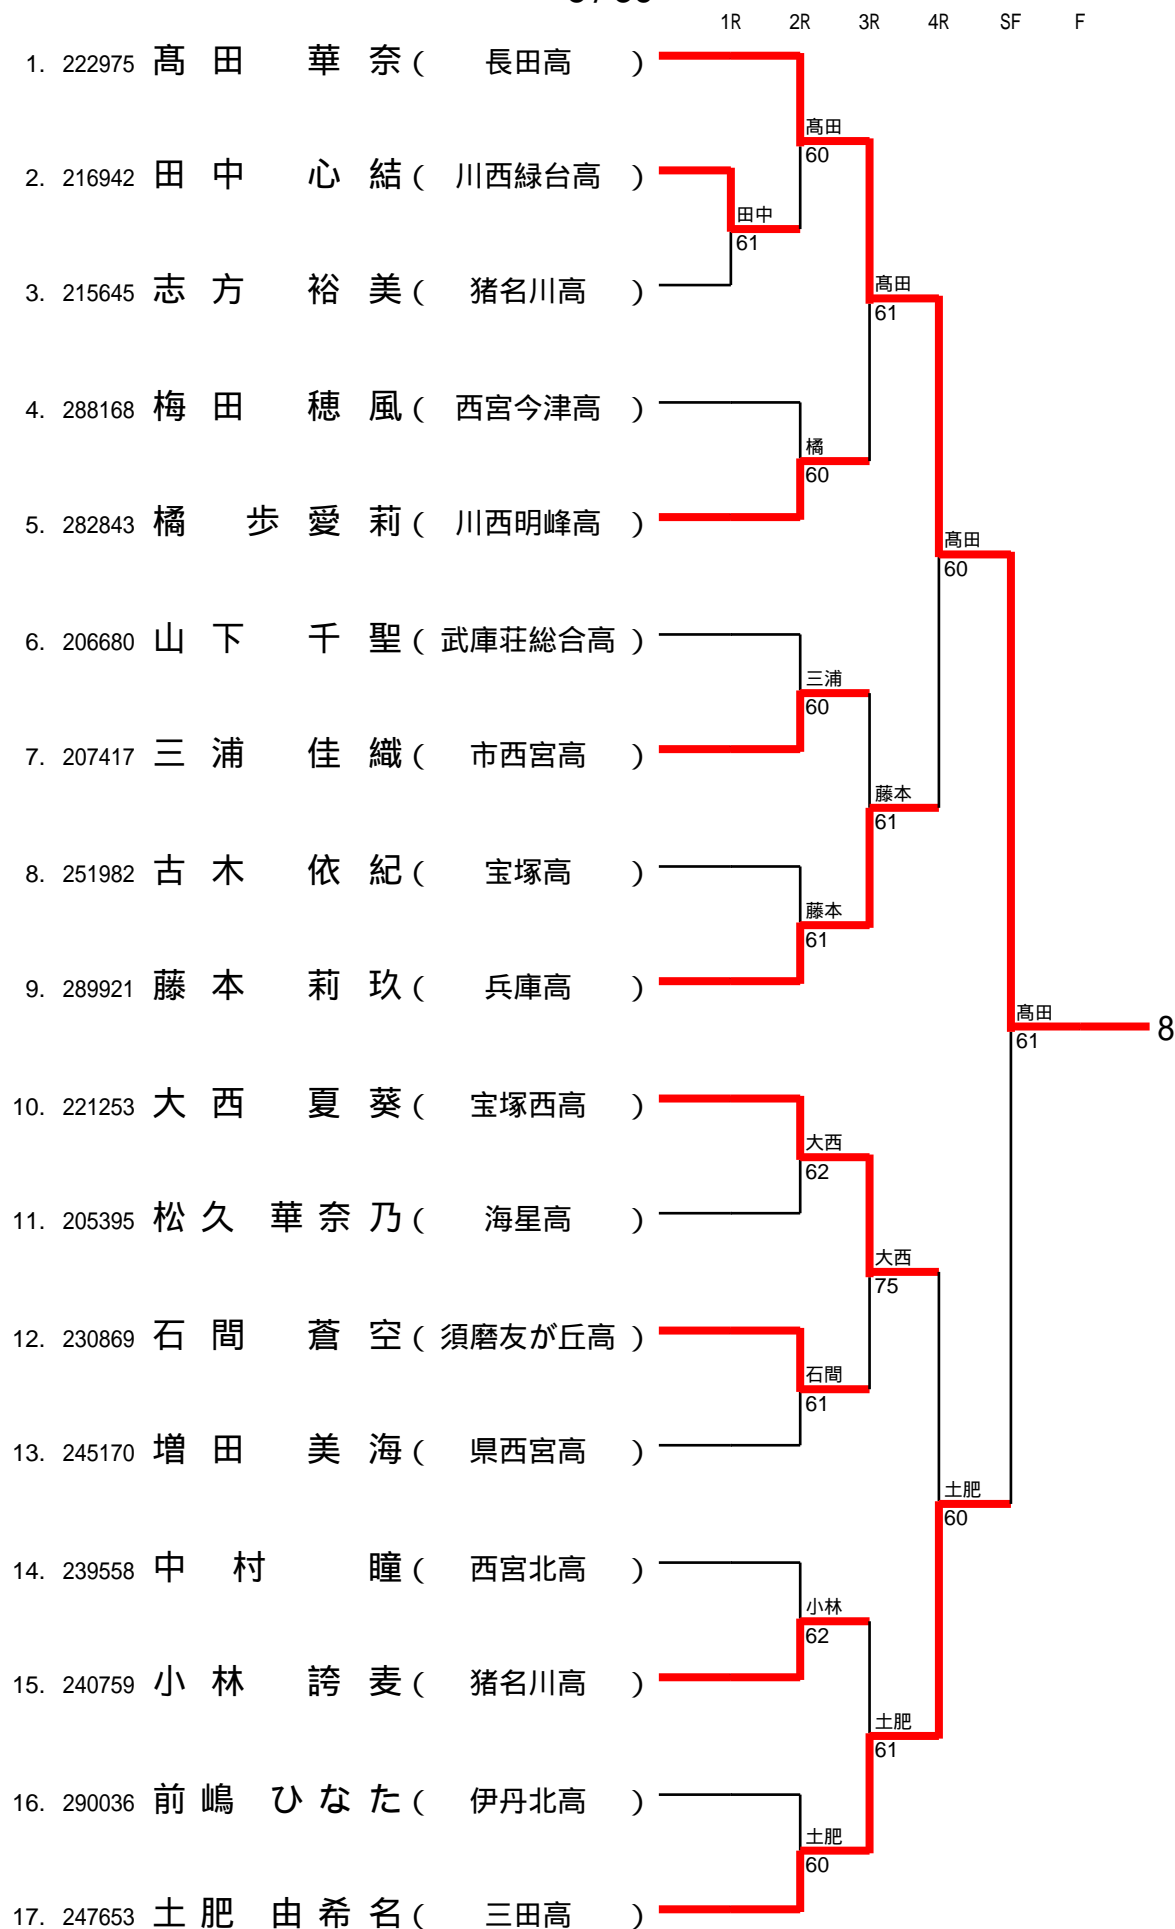 1R 2R 3R 4R SF F
1. 222975 髙田 華奈 ( 長田高 )
髙田
60
2. 216942 田中 心結 ( 川西緑台高 )
田中
61
3. 215645 志方 裕美 ( 猪名川高 )
髙田
61
4. 288168 梅田 穂風 ( 西宮今津高 )
橘
60
5. 282843 橘 歩愛莉 ( 川西明峰高 )
髙田
60
6. 206680 山下 千聖 ( 武庫荘総合高 )
三浦
60
7. 207417 三浦 佳織 ( 市西宮高 )
藤本
61
8. 251982 古木 依紀 ( 宝塚高 )
藤本
61
9. 289921 藤本 莉玖 ( 兵庫高 )
髙田
61
8
10. 221253 大西 夏葵 ( 宝塚西高 )
大西
62
11. 205395 松久 華奈乃 ( 海星高 )
大西
75
12. 230869 石間 蒼空 ( 須磨友が丘高 )
石間
61
13. 245170 増田 美海 ( 県西宮高 )
土肥
60
14. 239558 中村 瞳 ( 西宮北高 )
小林
62
15. 240759 小林 誇麦 ( 猪名川高 )
土肥
61
16. 290036 前嶋 ひなた ( 伊丹北高 )
土肥
60
17. 247653 土肥 由希名 ( 三田高 )